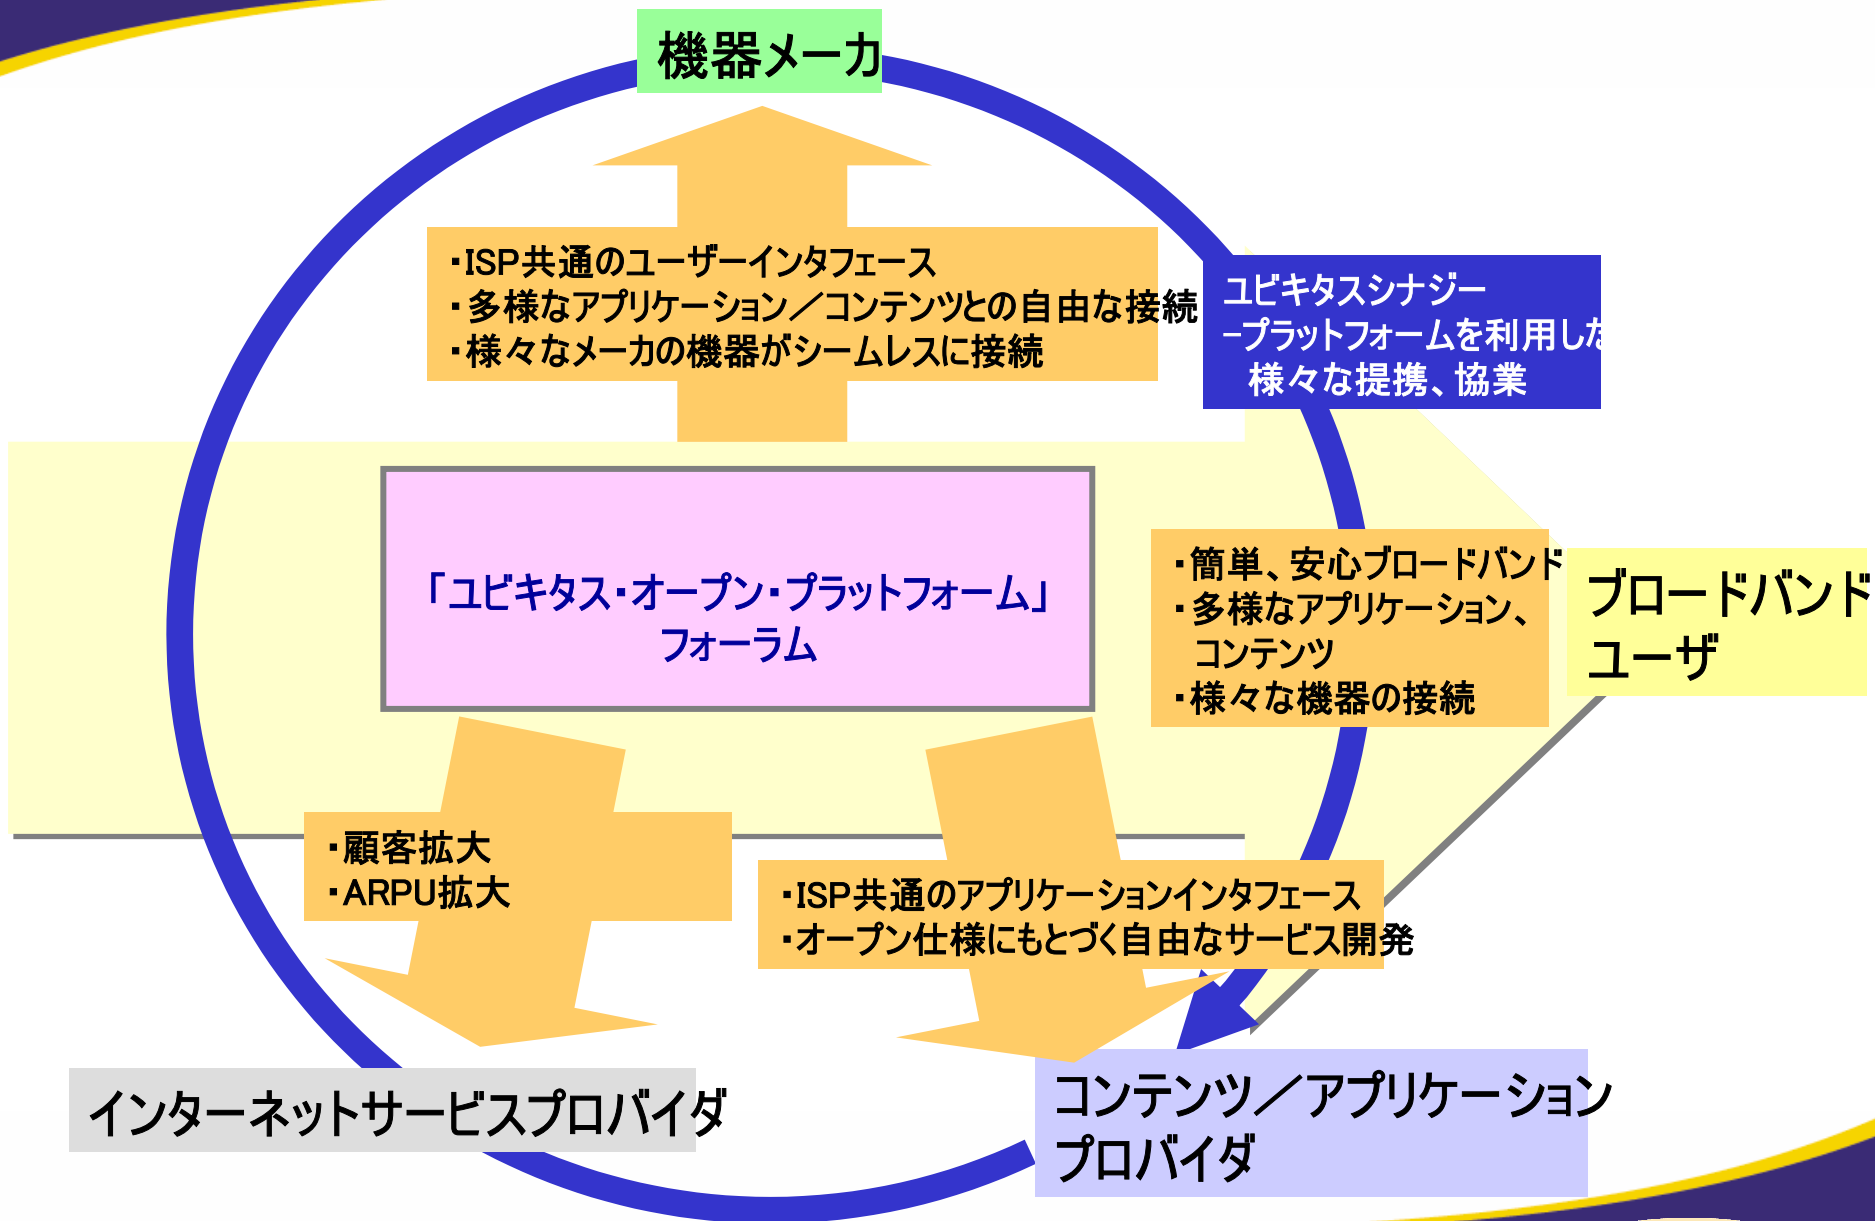 機器メーカ
・ISP共通のユーザーインタフェース
・多様なアプリケーション／コンテンツとの自由な接続
・様々なメーカの機器がシームレスに接続
ユビキタスシナジー
－プラットフォームを利用した
様々な提携、協業
「ユビキタス・オープン・プラットフォーム」
フォーラム
・簡単、安心ブロードバンド
・多様なアプリケーション、
コンテンツ
・様々な機器の接続
ブロードバンド
ユーザ
・顧客拡大
・ARPU拡大
・ISP共通のアプリケーションインタフェース
・オープン仕様にもとづく自由なサービス開発
インターネットサービスプロバイダ
コンテンツ／アプリケーション
プロバイダ